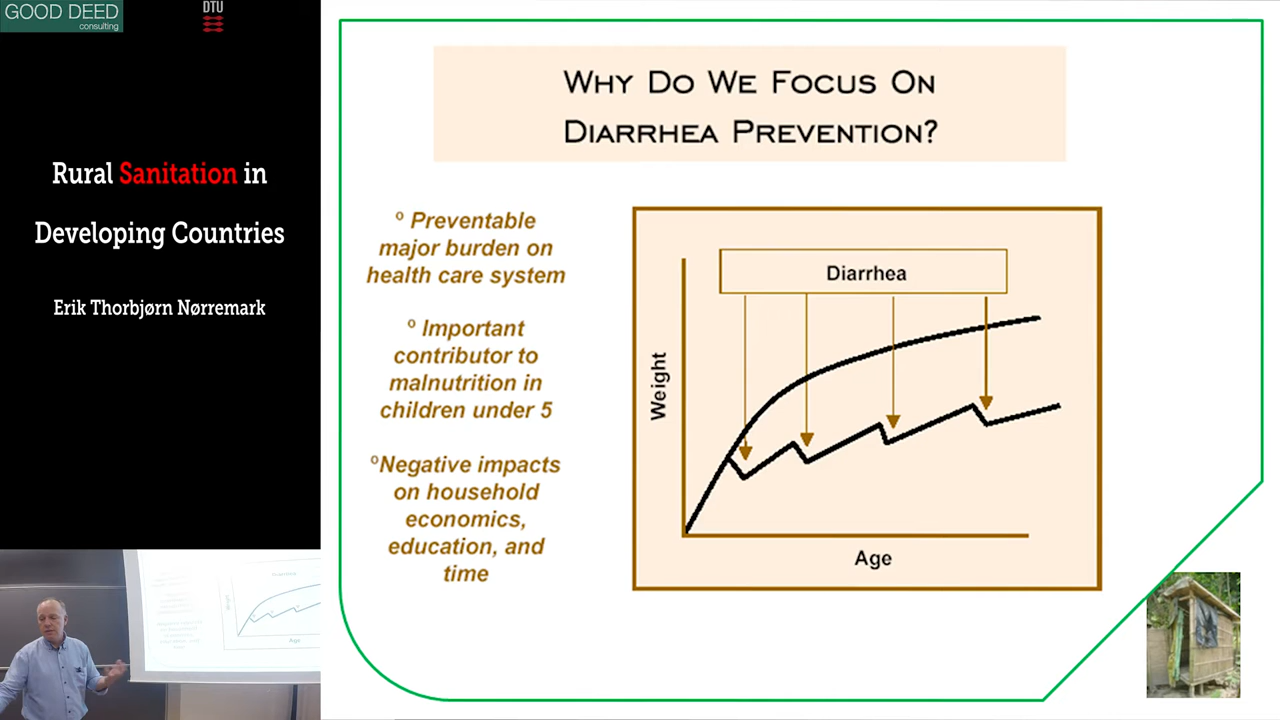 GOOD DEED
consulting
DTU
Rural Sanitation in
Developing Countries
Erik Thorbjørn Nørremark
WHY DO WE FOCUS ON
DIARRHEA PREVENTION?
° Preventable
major burden on
health care system
° Important
contributor to
malnutrition in
children under 5
°Negative impacts
on household
economics,
education, and
time
Diarrhea
Weight
Age